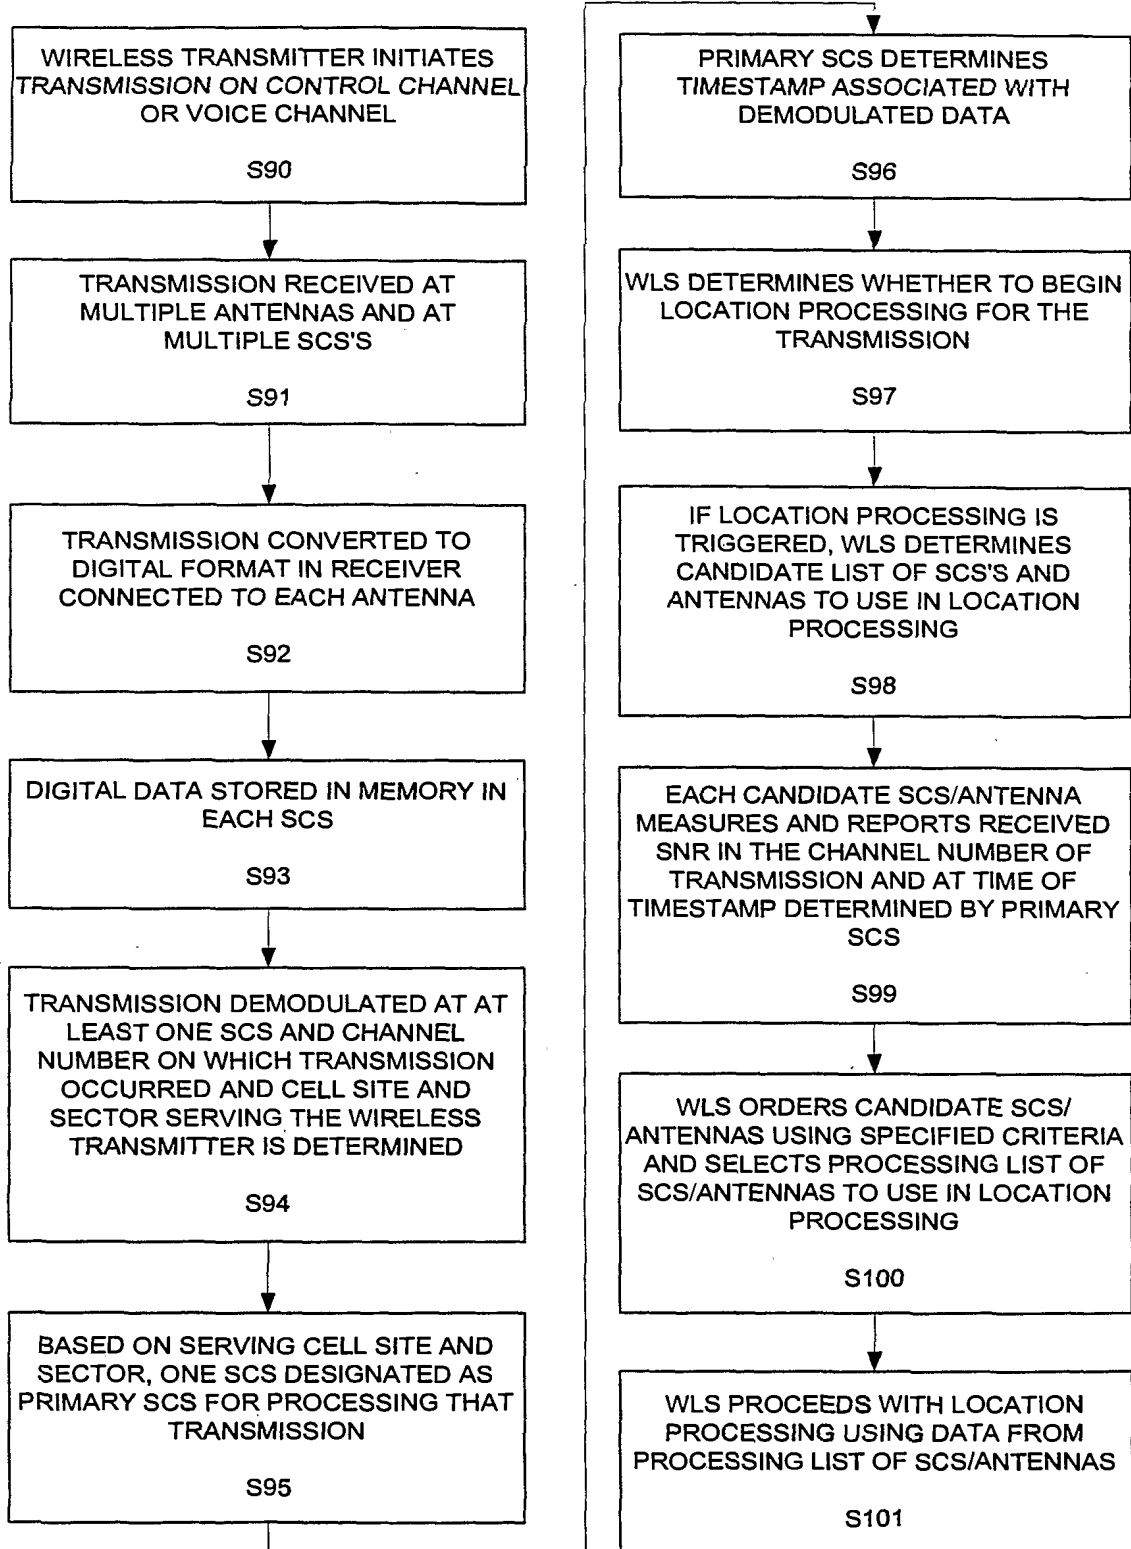 WIRELESS TRANSMITTER INITIATES
TRANSMISSION ON CONTROL CHANNEL
OR VOICE CHANNEL
S90
TRANSMISSION RECEIVED AT
MULTIPLE ANTENNAS AND AT
MULTIPLE SCS'S
S91
TRANSMISSION CONVERTED TO
DIGITAL FORMAT IN RECEIVER
CONNECTED TO EACH ANTENNA
S92
DIGITAL DATA STORED IN MEMORY IN
EACH SCS
S93
TRANSMISSION DEMODULATED AT AT
LEAST ONE SCS AND CHANNEL
NUMBER ON WHICH TRANSMISSION
OCCURRED AND CELL SITE AND
SECTOR SERVING THE WIRELESS
TRANSMITTER IS DETERMINED
S94
BASED ON SERVING CELL SITE AND
SECTOR, ONE SCS DESIGNATED AS
PRIMARY SCS FOR PROCESSING THAT
TRANSMISSION
S95
PRIMARY SCS DETERMINES
TIMESTAMP ASSOCIATED WITH
DEMODULATED DATA
S96
WLS DETERMINES WHETHER TO BEGIN
LOCATION PROCESSING FOR THE
TRANSMISSION
S97
IF LOCATION PROCESSING IS
TRIGGERED, WLS DETERMINES
CANDIDATE LIST OF SCS'S AND
ANTENNAS TO USE IN LOCATION
PROCESSING
S98
EACH CANDIDATE SCS/ANTENNA
MEASURES AND REPORTS RECEIVED
SNR IN THE CHANNEL NUMBER OF
TRANSMISSION AND AT TIME OF
TIMESTAMP DETERMINED BY PRIMARY
SCS
S99
WLS ORDERS CANDIDATE SCS/
ANTENNAS USING SPECIFIED CRITERIA
AND SELECTS PROCESSING LIST OF
SCS/ANTENNAS TO USE IN LOCATION
PROCESSING
S100
WLS PROCEEDS WITH LOCATION
PROCESSING USING DATA FROM
PROCESSING LIST OF SCS/ANTENNAS
S101